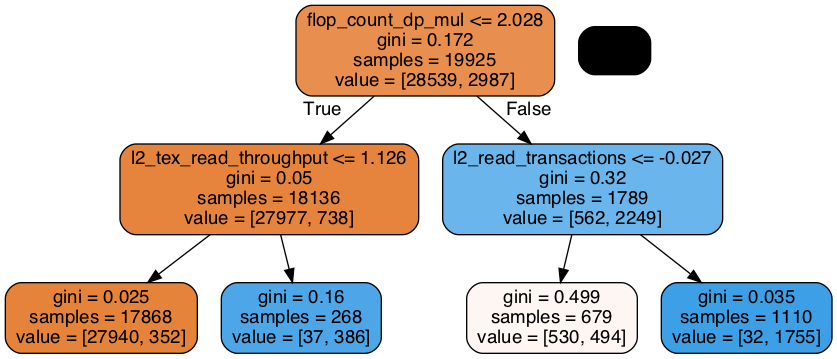 flop_count_dp_mul <= 2.028
gini = 0.172
samples = 19925
value = [28539, 2987]
True
False
l2_tex_read_throughput <= 1.126
gini = 0.05
samples = 18136
value = [27977, 738]
l2_read_transactions <= -0.027
gini = 0.32
samples = 1789
value = [562, 2249]
gini = 0.025
samples = 17868
value = [27940, 352]
gini = 0.16
samples = 268
value = [37, 386]
gini = 0.499
samples = 679
value = [530, 494]
gini = 0.035
samples = 1110
value = [32, 1755]